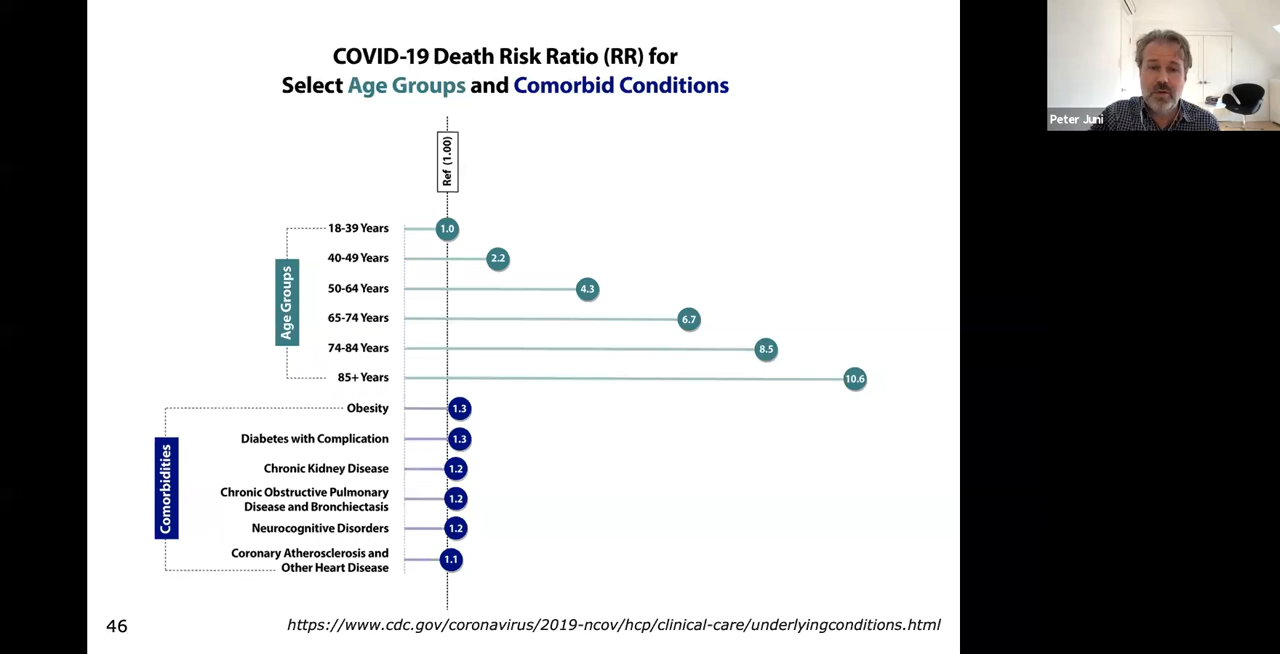 COVID-19 Death Risk Ratio (RR) for
Select Age Groups and Comorbid Conditions
Peter Juni
Ref (1.00)
Age Groups
18-39 Years 1.0
40-49 Years 2.2
50-64 Years 4.3
65-74 Years 6.7
74-84 Years 8.5
85+ Years 10.6
Comorbidities
Obesity 1.3
Diabetes with Complication 1.3
Chronic Kidney Disease 1.2
Chronic Obstructive Pulmonary
Disease and Bronchiectasis 1.2
Neurocognitive Disorders 1.2
Coronary Atherosclerosis and
Other Heart Disease 1.1
46
https://www.cdc.gov/coronavirus/2019-ncov/hcp/clinical-care/underlyingconditions.html